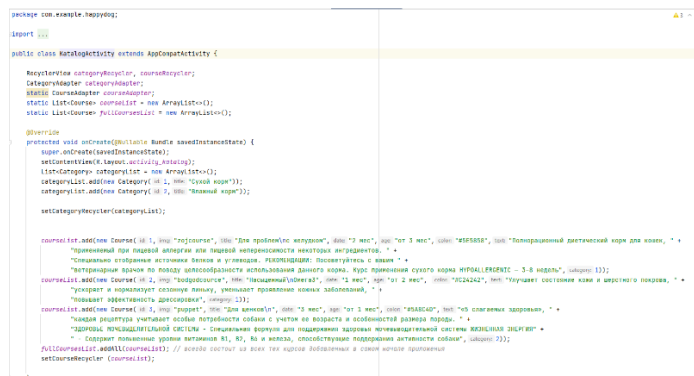 package com.example.happydog;
import ...
public class KatalogActivity extends AppCompatActivity {
RecyclerView categoryRecycler, courseRecycler;
CategoryAdapter categoryAdapter;
static CourseAdapter courseAdapter;
static List<Course> courseList = new ArrayList<>();
static List<Course> fullCoursesList = new ArrayList<>();
@Override
protected void onCreate(@Nullable Bundle savedInstanceState) {
super.onCreate(savedInstanceState);
setContentView(R.layout.activity_katalog);
List<Category> categoryList = new ArrayList<>();
categoryList.add(new Category( id: 1, title: "Сухой корм"));
categoryList.add(new Category( id: 2, title: "Влажный корм"));
setCategoryRecycler(categoryList);
courseList.add(new Course( id: 1, img: "zojcourse", title: "Для проблем\nс желудком", date: "2 мес", age: "от 3 мес", color: "#5E5858", text: "Полнорационный диетический корм для кошек, " +
"применяемый при пищевой аллергии или пищевой непереносимости некоторых ингредиентов. " +
"Специально отобранные источники белков и углеводов. РЕКОМЕНДАЦИИ: Посоветуйтесь с вашим " +
"ветеринарным врачом по поводу целесообразности использования данного корма. Курс применения сухого корма HYPOALLERGENIC – 3-8 недель", category: 1));
courseList.add(new Course( id: 2, img: "bodgodcource", title: "Насыщенный\nОмега3", date: "1 мес", age: "от 2 мес", color: "#C2A2A2", text: "Улучшает состояние кожи и шерстного покрова, " +
"ускоряет и нормализует сезонную линьку, уменьшает проявление кожных заболеваний, " +
"повышает эффективность дрессировки", category: 1));
courseList.add(new Course( id: 3, img: "puppet", title: "Для щенков\n", date: "3 мес", age: "от 1 мес", color: "#5ABC4D", text: "«5 слагаемых здоровья», " +
"каждая рецептура учитывает особые потребности собаки с учетом ее возраста и особенностей размера породы. " +
"ЗДОРОВЬЕ МОЧЕВЫДЕЛИТЕЛЬНОЙ СИСТЕМЫ - Специальная формула для поддержания здоровья мочевыделительной системы ЖИЗНЕННАЯ ЭНЕРГИЯ" +
" - Содержит повышенные уровни витаминов B1, B2, B6 и железа, способствующие поддержанию активности собаки", category: 2));
fullCoursesList.addAll(courseList); // всегда состоит из всех тех курсов добавленных в самом начале приложения
setCourseRecycler (courseList);